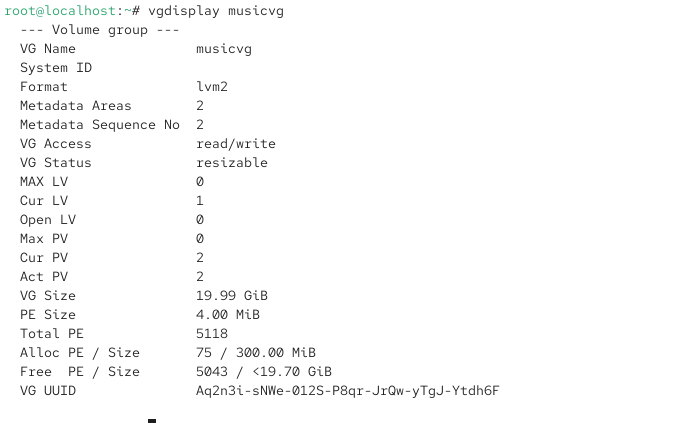 root@localhost:~# vgdisplay musicvg
--- Volume group ---
VG Name               musicvg
System ID
Format                lvm2
Metadata Areas        2
Metadata Sequence No  2
VG Access             read/write
VG Status             resizable
MAX LV                0
Cur LV                1
Open LV               0
Max PV                0
Cur PV                2
Act PV                2
VG Size               19.99 GiB
PE Size               4.00 MiB
Total PE              5118
Alloc PE / Size       75 / 300.00 MiB
Free  PE / Size       5043 / <19.70 GiB
VG UUID               Aq2n3i-sNWe-012S-P8qr-JrQw-yTgJ-Ytdh6F